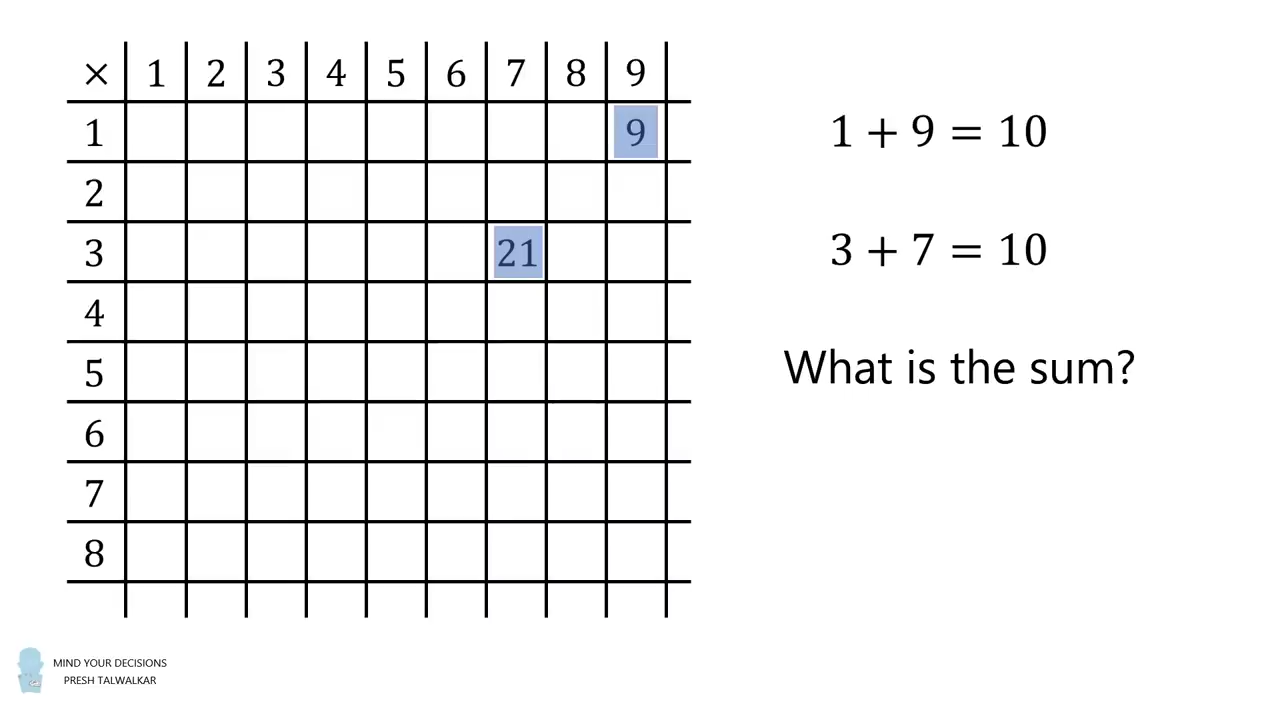 × 1 2 3 4 5 6 7 8 9
1 9
2
3 21
4
5
6
7
8
1 + 9 = 10
3 + 7 = 10
What is the sum?
MIND YOUR DECISIONS
PRESH TALWALKAR